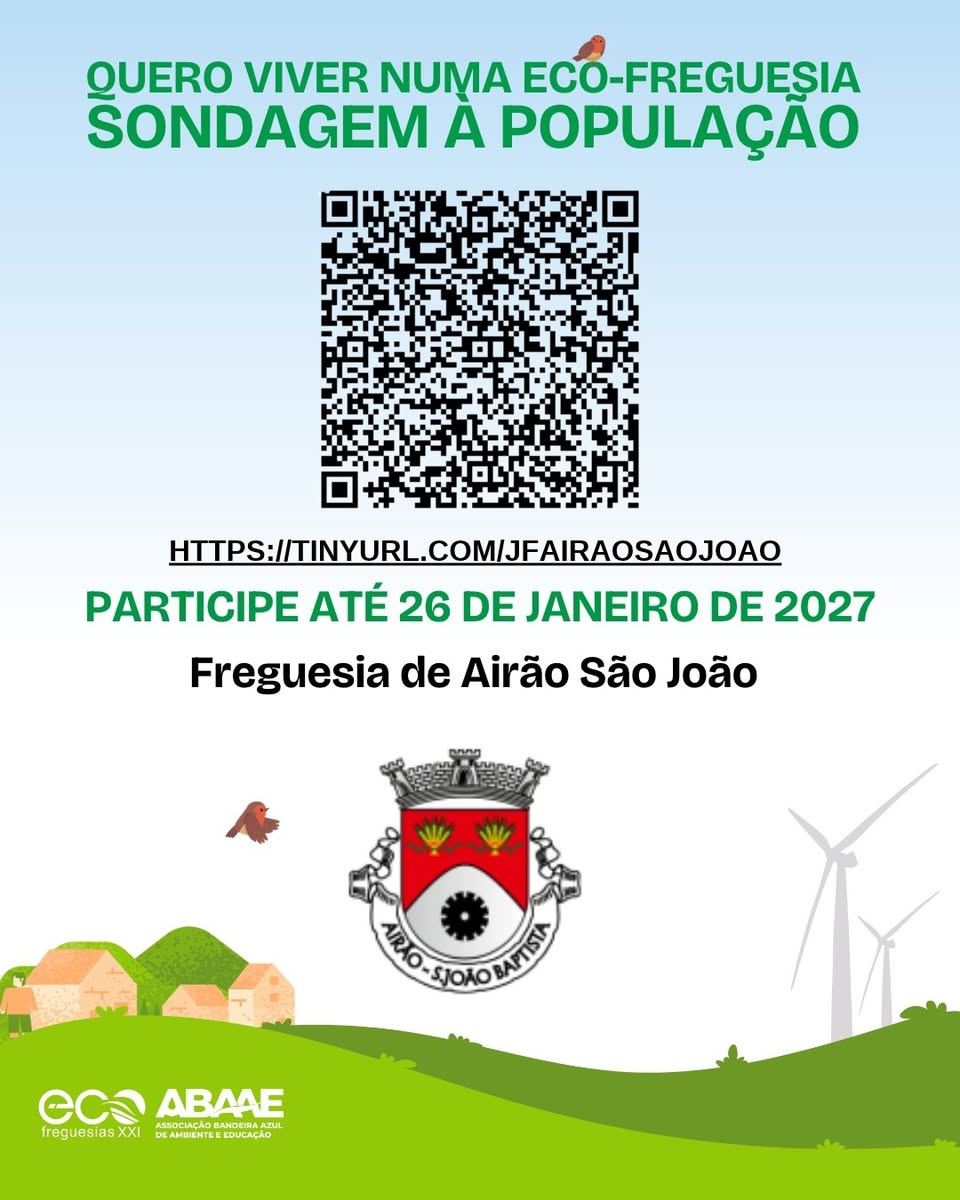 QUERO VIVER NUMA ECO-FREGUESIA
SONDAGEM À POPULAÇÃO
HTTPS://TINYURL.COM/JFAIRAOSAOJOAO
PARTICIPE ATÉ 26 DE JANEIRO DE 2027
Freguesia de Airão São João
AIRÃO - S.JOÃO BAPTISTA
eco
freguesias XXI
ABAAE
ASSOCIAÇÃO BANDEIRA AZUL
DE AMBIENTE E EDUCAÇÃO